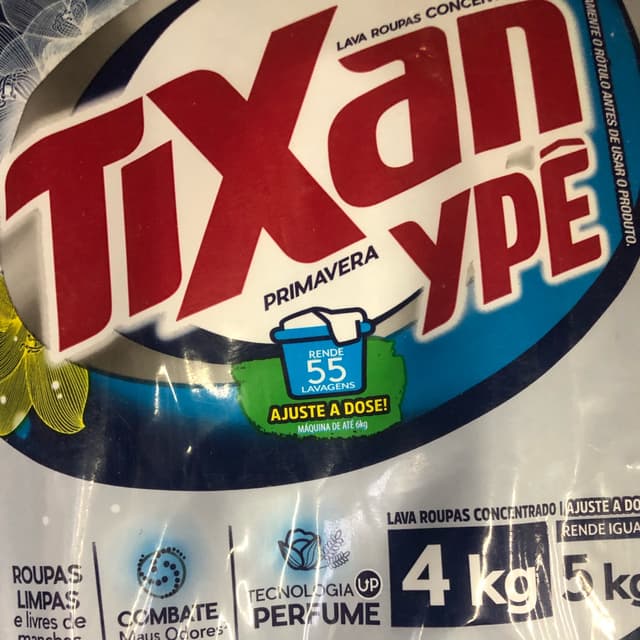 LAVA ROUPAS
TiXan
YPÊ
PRIMAVERA
AMENTE O RÓTULO ANTES DE USAR O PRODUTO.
RENDE
55
LAVAGENS
AJUSTE A DOSE!
MÁQUINA DE ATÉ 6kg
ROUPAS
LIMPAS
e livres de
COMBATE
Maus Odores
TECNOLOGIA UP
PERFUME
LAVA ROUPAS CONCENTRADO
4 kg
AJUSTE A DO
RENDE IGUA
5 kg